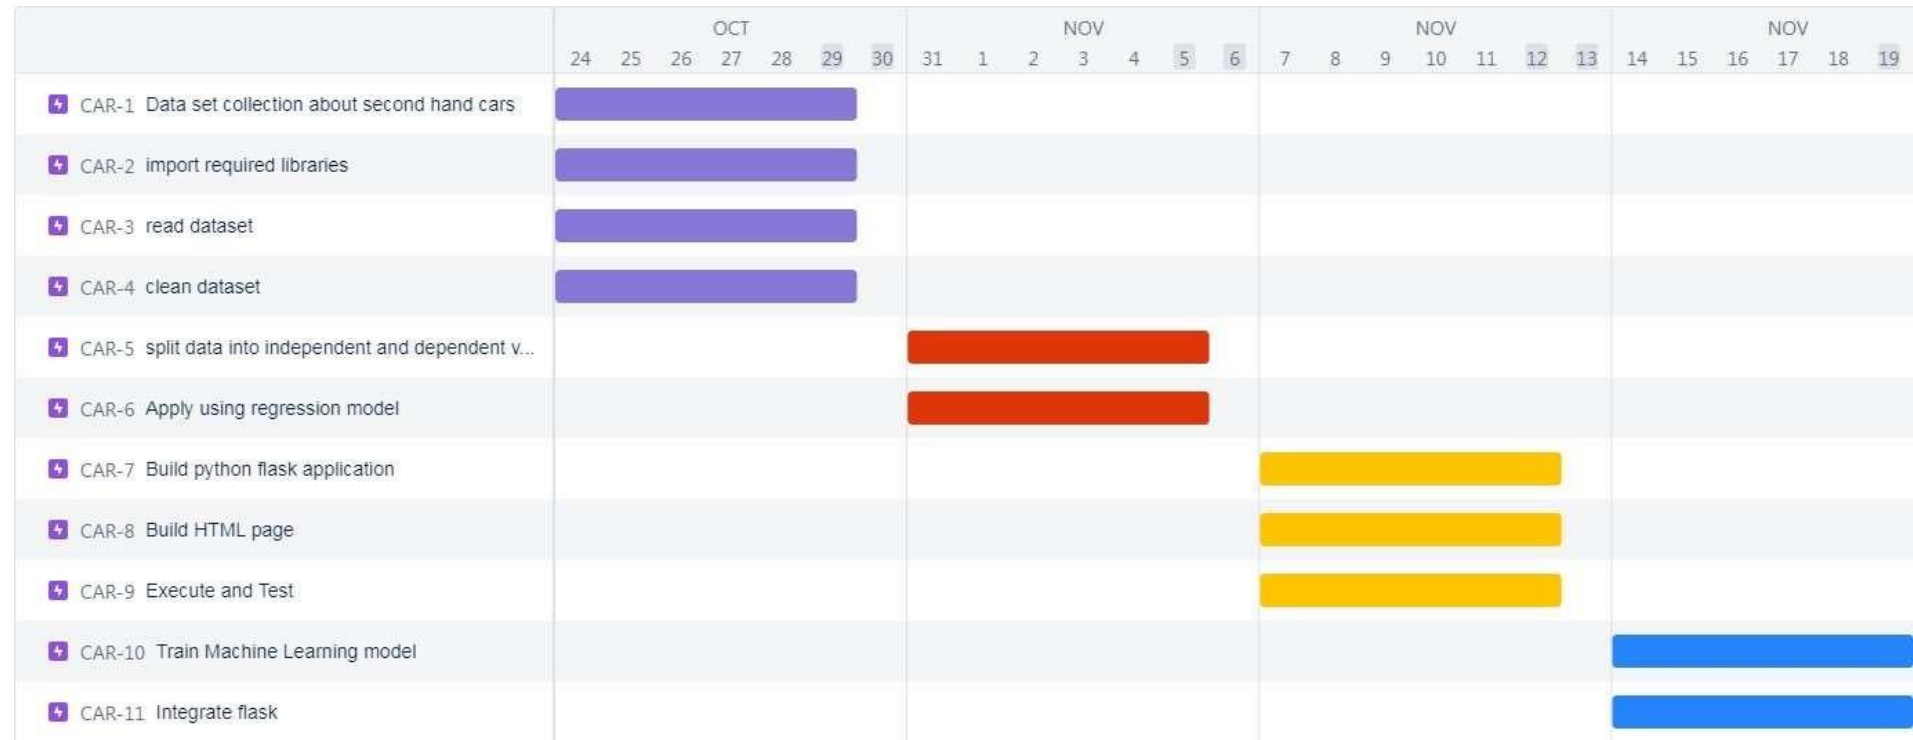 OCT NOV NOV NOV
24 25 26 27 28 29 30 31 1 2 3 4 5 6 7 8 9 10 11 12 13 14 15 16 17 18 19
CAR-1 Data set collection about second hand cars
CAR-2 import required libraries
CAR-3 read dataset
CAR-4 clean dataset
CAR-5 split data into independent and dependent v...
CAR-6 Apply using regression model
CAR-7 Build python flask application
CAR-8 Build HTML page
CAR-9 Execute and Test
CAR-10 Train Machine Learning model
CAR-11 Integrate flask